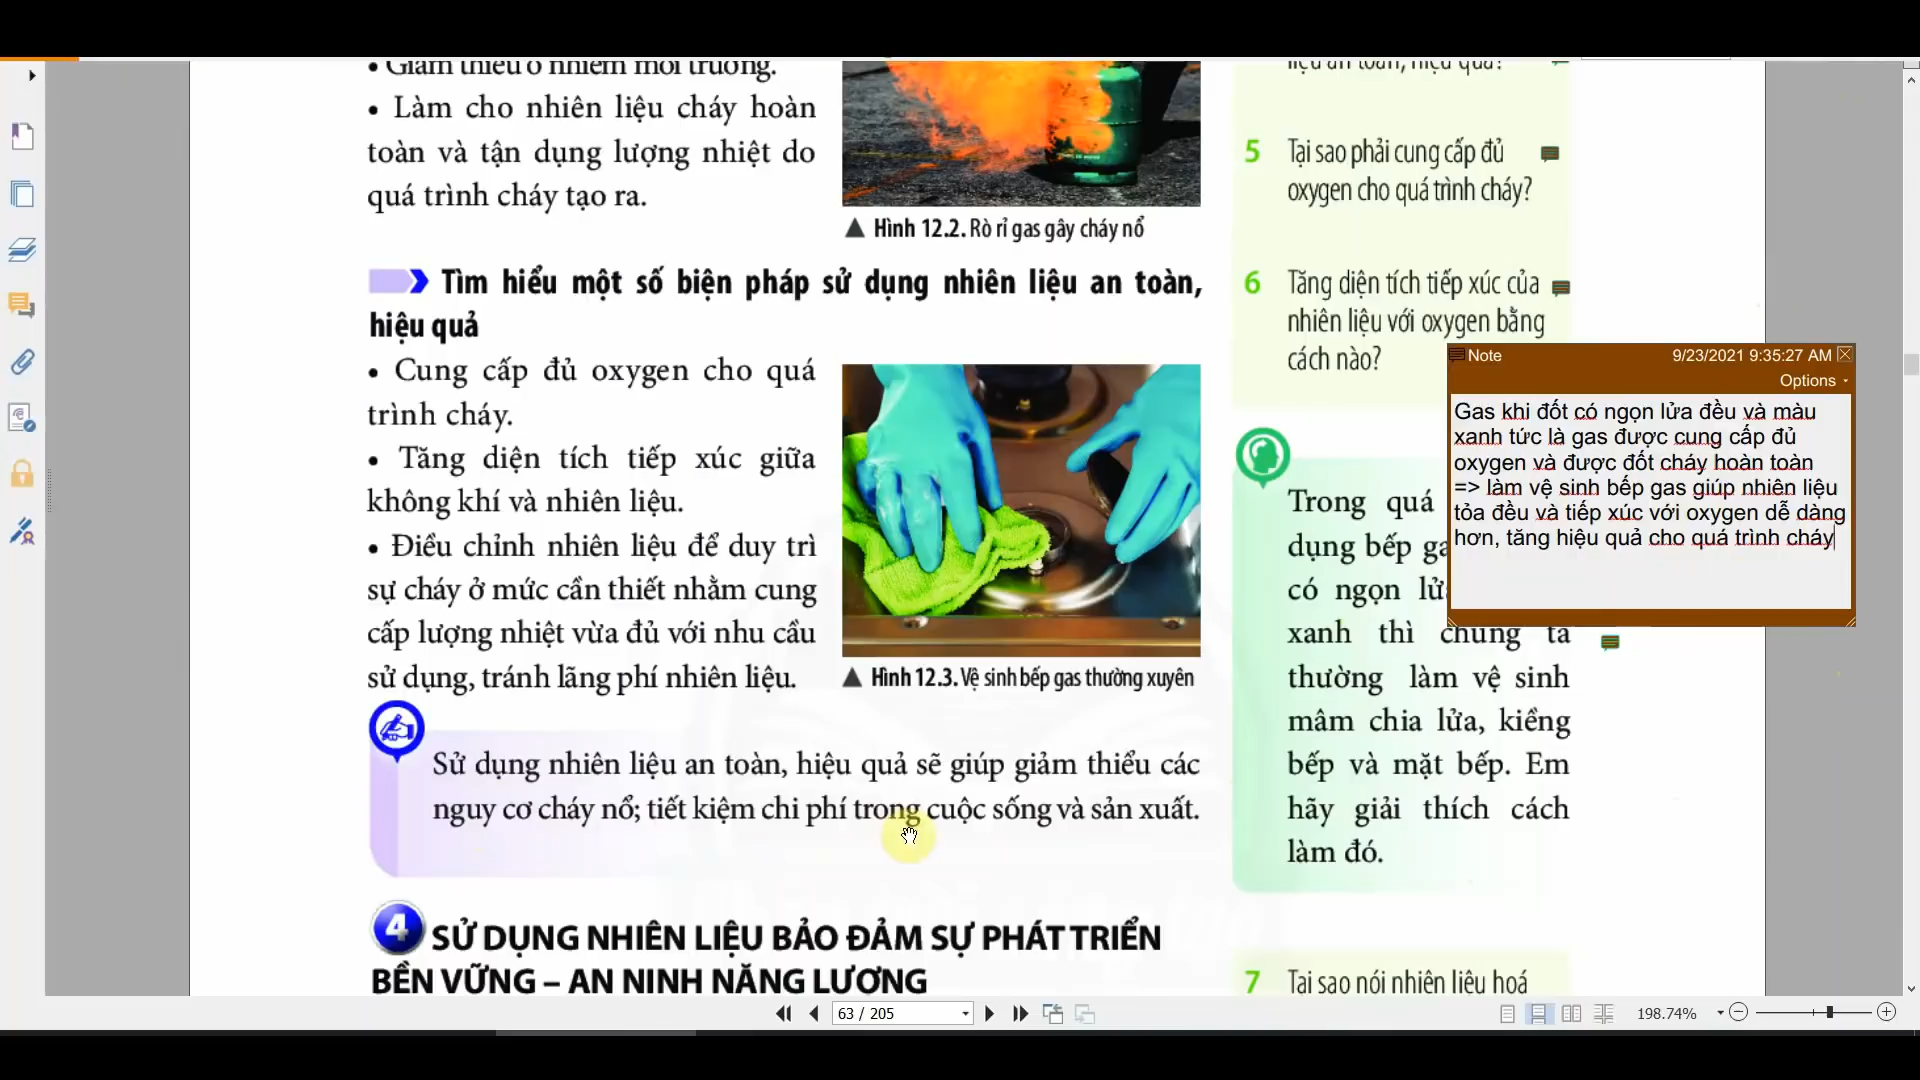 • Giảm thiểu ô nhiễm môi trường.
• Làm cho nhiên liệu cháy hoàn
toàn và tận dụng lượng nhiệt do
quá trình cháy tạo ra.
▲ Hình 12.2. Rò rỉ gas gây cháy nổ
Tìm hiểu một số biện pháp sử dụng nhiên liệu an toàn,
hiệu quả
• Cung cấp đủ oxygen cho quá
trình cháy.
• Tăng diện tích tiếp xúc giữa
không khí và nhiên liệu.
• Điều chỉnh nhiên liệu để duy trì
sự cháy ở mức cần thiết nhằm cung
cấp lượng nhiệt vừa đủ với nhu cầu
sử dụng, tránh lãng phí nhiên liệu.
▲ Hình 12.3. Vệ sinh bếp gas thường xuyên
Sử dụng nhiên liệu an toàn, hiệu quả sẽ giúp giảm thiểu các
nguy cơ cháy nổ; tiết kiệm chi phí trong cuộc sống và sản xuất.
4 SỬ DỤNG NHIÊN LIỆU BẢO ĐẢM SỰ PHÁT TRIỂN
BỀN VỮNG – AN NINH NĂNG LƯỢNG
liệu an toàn, hiệu quả?
5 Tại sao phải cung cấp đủ
oxygen cho quá trình cháy?
6 Tăng diện tích tiếp xúc của
nhiên liệu với oxygen bằng
cách nào?
Note 9/23/2021 9:35:27 AM
Options
Gas khi đốt có ngọn lửa đều và màu
xanh tức là gas được cung cấp đủ
oxygen và được đốt cháy hoàn toàn
=> làm vệ sinh bếp gas giúp nhiên liệu
tỏa đều và tiếp xúc với oxygen dễ dàng
hơn, tăng hiệu quả cho quá trình cháy
Trong quá
dụng bếp ga
có ngọn lử
xanh thì chúng ta
thường làm vệ sinh
mâm chia lửa, kiềng
bếp và mặt bếp. Em
hãy giải thích cách
làm đó.
7 Tại sao nói nhiên liệu hoá
63 / 205
198.74%